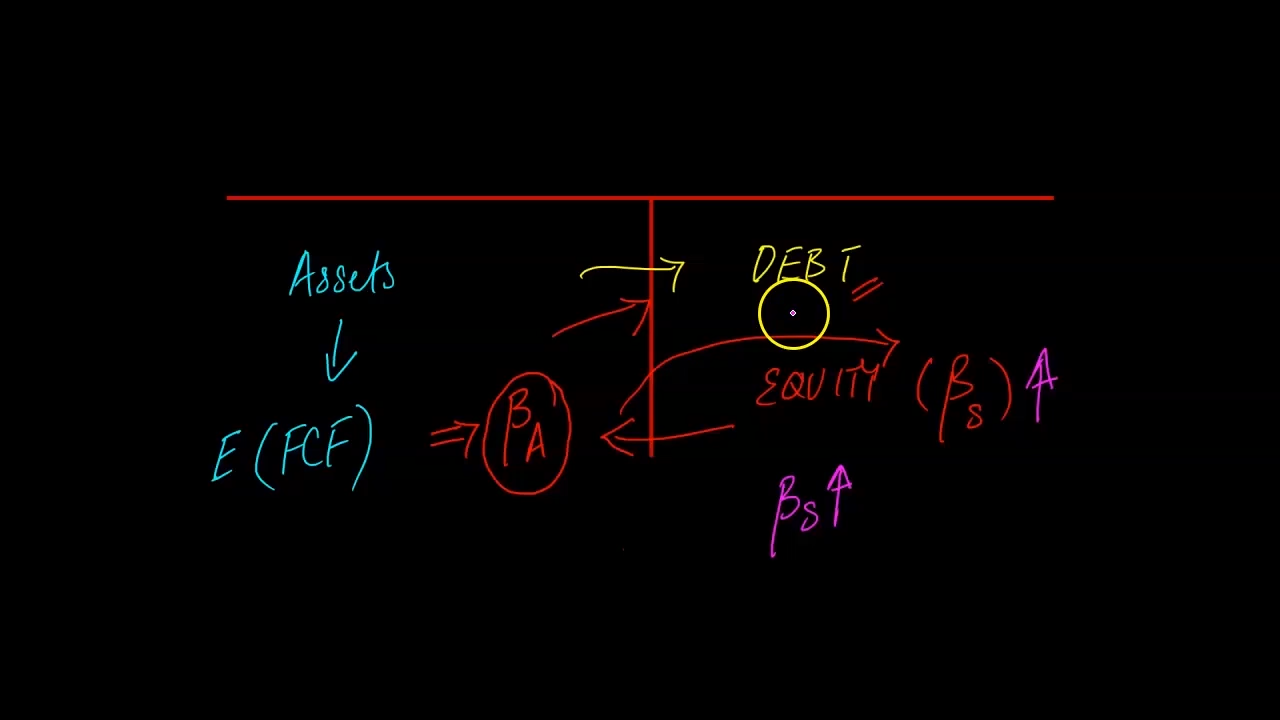 Assets
DEBT
EQUITY (βs) ↑
E(FCF) ⇒ βA
βs ↑